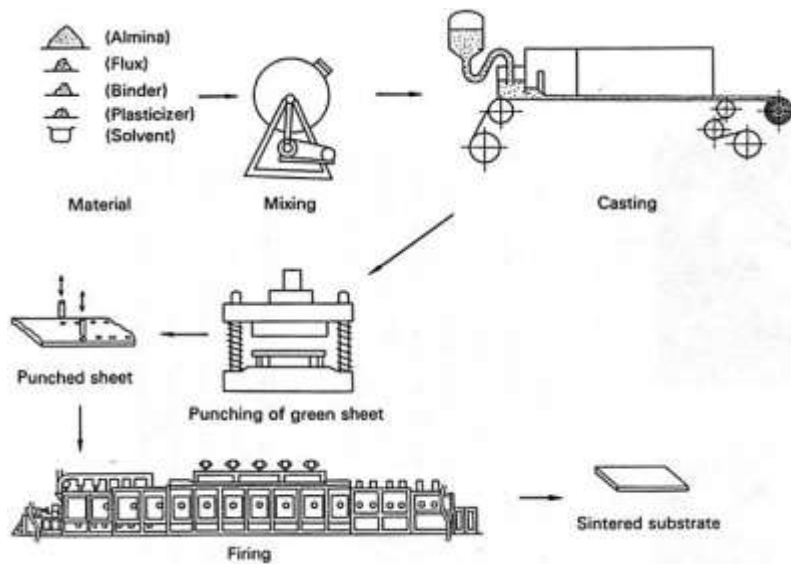 (Almina)
(Flux)
(Binder)
(Plasticizer)
(Solvent)
Material
Mixing
Casting
Punched sheet
Punching of green sheet
Firing
Sintered substrate